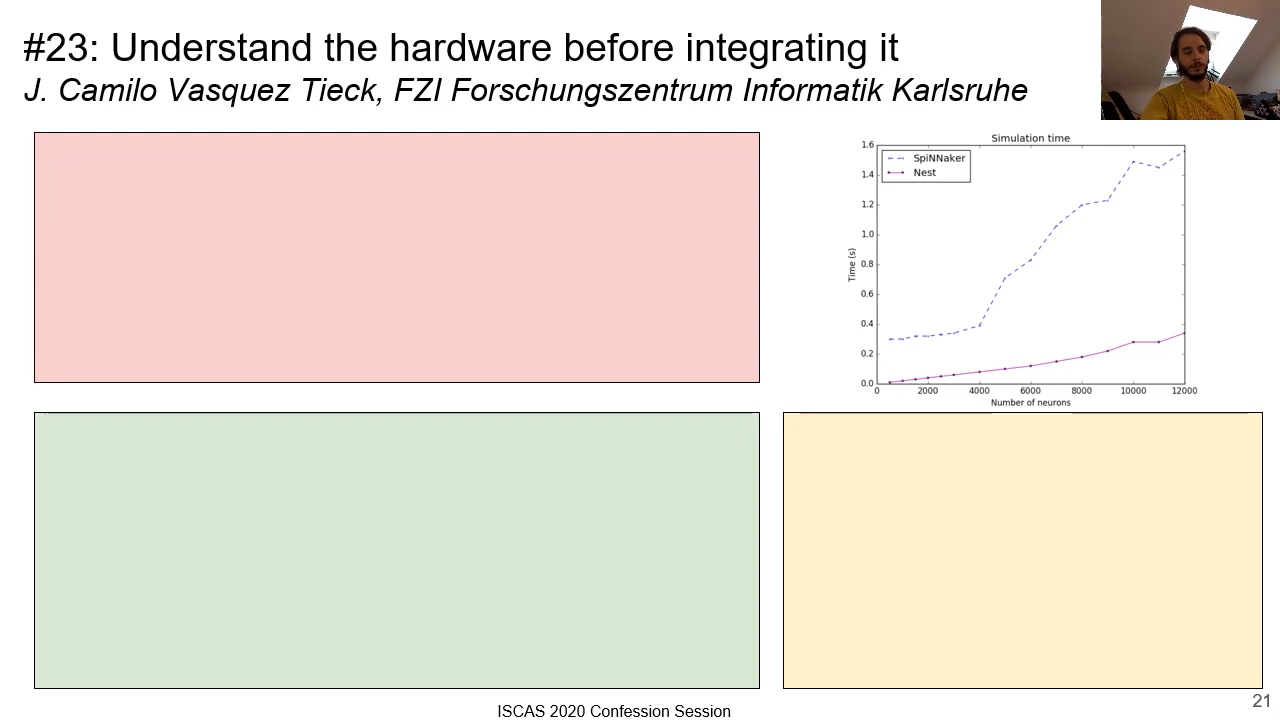 #23: Understand the hardware before integrating it
J. Camilo Vasquez Tieck, FZI Forschungszentrum Informatik Karlsruhe
Simulation time
SpiNNaker
Nest
1.6
1.4
1.2
1.0
0.8
0.6
0.4
0.2
0.0
Time (s)
0 2000 4000 6000 8000 10000 12000
Number of neurons
ISCAS 2020 Confession Session
21